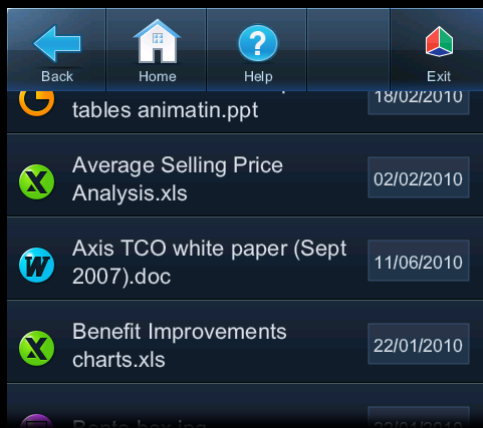 Back
Home
Help
Exit
tables animatin.ppt
18/02/2010
Average Selling Price
Analysis.xls
02/02/2010
Axis TCO white paper (Sept
2007).doc
11/06/2010
Benefit Improvements
charts.xls
22/01/2010